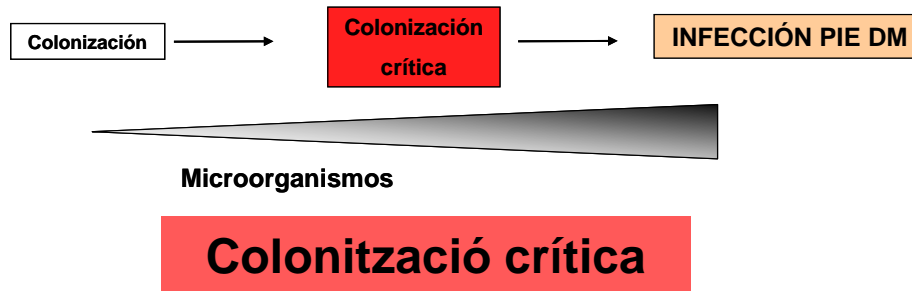 Colonización
Colonización
crítica
INFECCIÓN PIE DM
Microorganismos
Colonització crítica